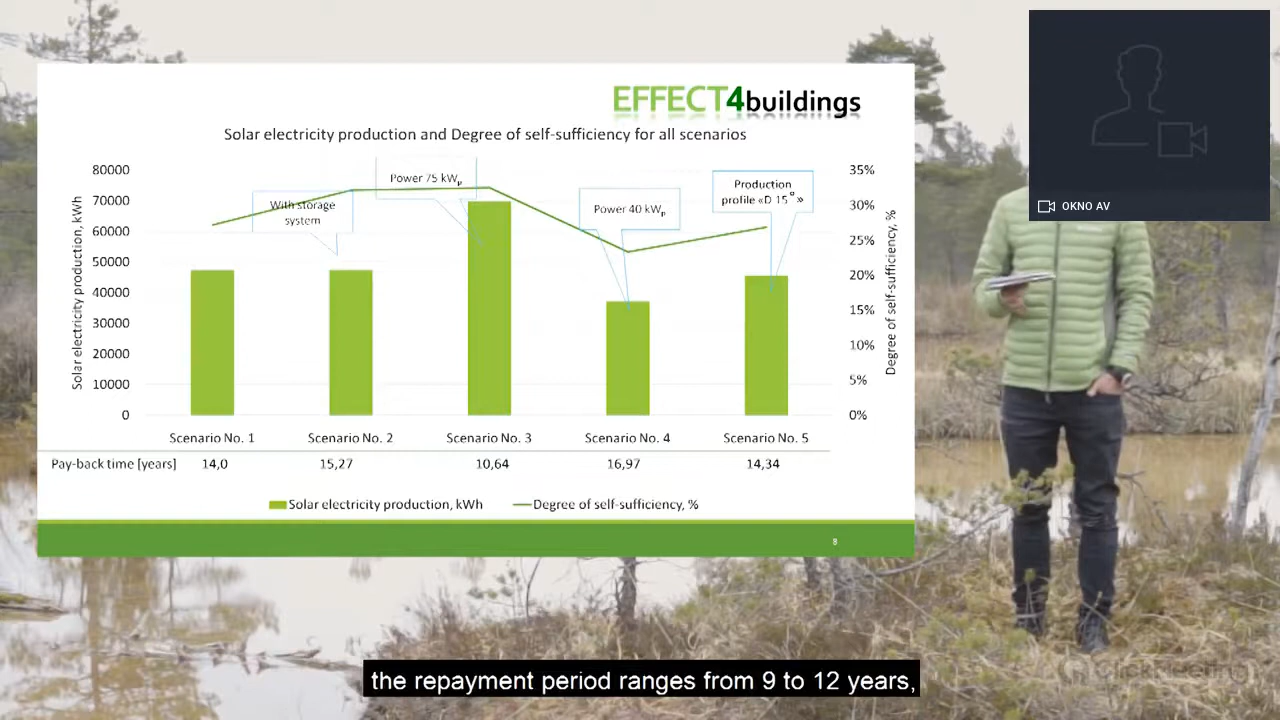 EFFECT4buildings
Solar electricity production and Degree of self-sufficiency for all scenarios
Solar electricity production, kWh
80000
70000
60000
50000
40000
30000
20000
10000
0
With storage
system
Power 75 kWp
Power 40 kWp
Production
profile «D 15°»
35%
30%
25%
20%
15%
10%
5%
0%
Degree of self-sufficiency, %
Scenario No. 1 Scenario No. 2 Scenario No. 3 Scenario No. 4 Scenario No. 5
Pay-back time [years] 14,0 15,27 10,64 16,97 14,34
Solar electricity production, kWh Degree of self-sufficiency, %
8
OKNO AV
ClickMeeting
the repayment period ranges from 9 to 12 years,